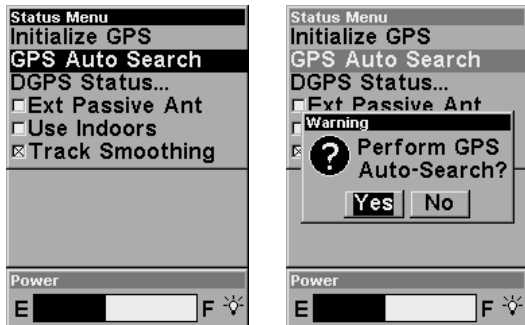 Status Menu
Initialize GPS
GPS Auto Search
DGPS Status...
Ext Passive Ant
Use Indoors
Track Smoothing
Power
E F
Status Menu
Initialize GPS
GPS Auto Search
DGPS Status...
Ext Passive Ant
Warning
? Perform GPS
Auto-Search?
Yes No
Power
E F